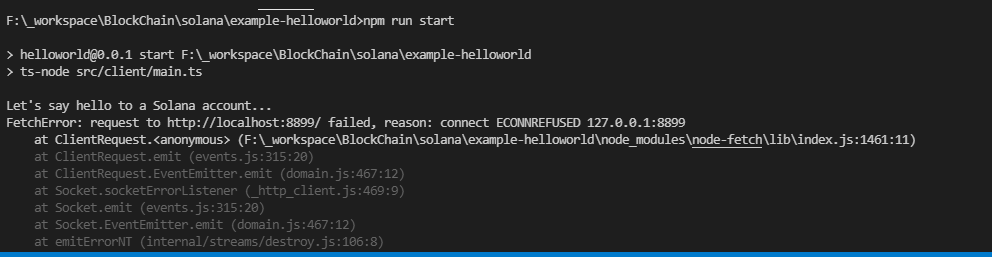 F:\_workspace\BlockChain\solana\example-helloworld>npm run start
> helloworld@0.0.1 start F:\_workspace\BlockChain\solana\example-helloworld
> ts-node src/client/main.ts
Let's say hello to a Solana account...
FetchError: request to http://localhost:8899/ failed, reason: connect ECONNREFUSED 127.0.0.1:8899
    at ClientRequest.<anonymous> (F:\_workspace\BlockChain\solana\example-helloworld\node_modules\node-fetch\lib\index.js:1461:11)
    at ClientRequest.emit (events.js:315:20)
    at ClientRequest.EventEmitter.emit (domain.js:467:12)
    at Socket.socketErrorListener (_http_client.js:469:9)
    at Socket.emit (events.js:315:20)
    at Socket.EventEmitter.emit (domain.js:467:12)
    at emitErrorNT (internal/streams/destroy.js:106:8)